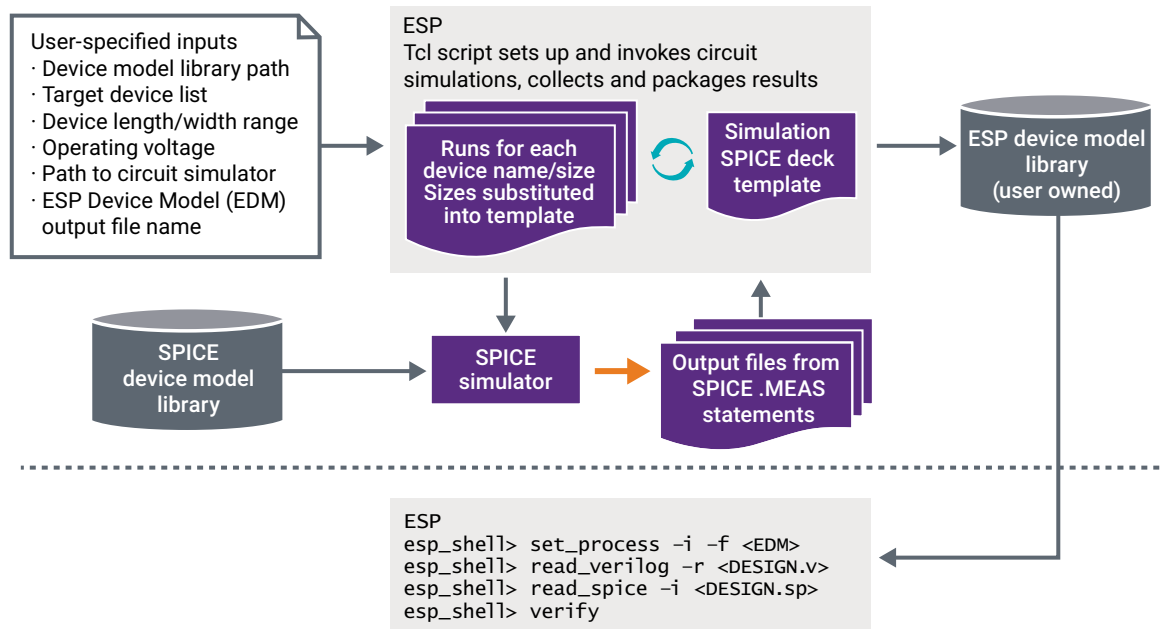 User-specified inputs
· Device model library path
· Target device list
· Device length/width range
· Operating voltage
· Path to circuit simulator
· ESP Device Model (EDM)
output file name
ESP
Tcl script sets up and invokes circuit
simulations, collects and packages results
Runs for each
device name/size
Sizes substituted
into template
Simulation
SPICE deck
template
ESP device model
library
(user owned)
SPICE
device model
library
SPICE
simulator
Output files from
SPICE .MEAS
statements
ESP
esp_shell> set_process –i –f <EDM>
esp_shell> read_verilog –r <DESIGN.v>
esp_shell> read_spice –i <DESIGN.sp>
esp_shell> verify